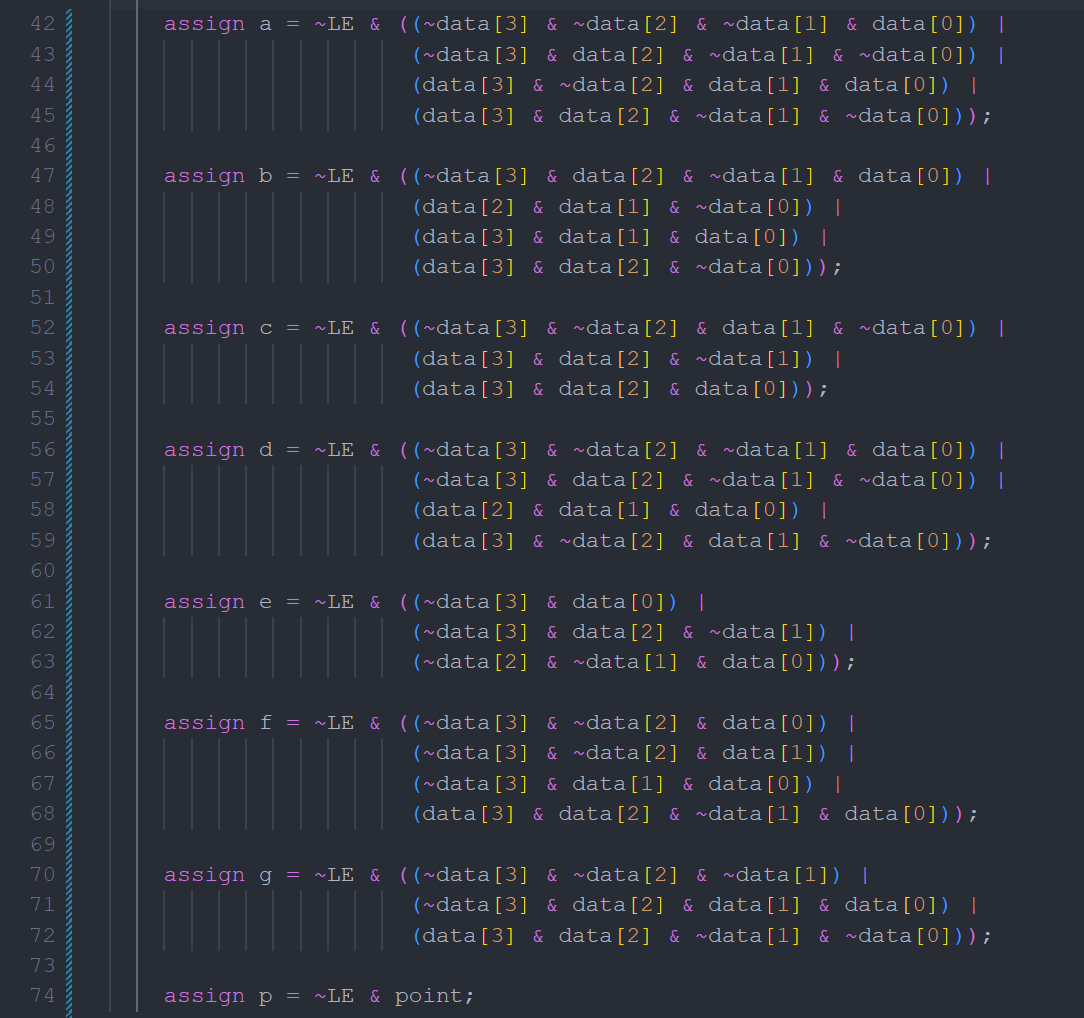 42 assign a = ~LE & ((~data[3] & ~data[2] & ~data[1] & data[0]) |
43 (~data[3] & data[2] & ~data[1] & ~data[0]) |
44 (data[3] & ~data[2] & data[1] & data[0]) |
45 (data[3] & data[2] & ~data[1] & ~data[0]));
46
47 assign b = ~LE & ((~data[3] & data[2] & ~data[1] & data[0]) |
48 (data[2] & data[1] & ~data[0]) |
49 (data[3] & data[1] & data[0]) |
50 (data[3] & data[2] & ~data[0]));
51
52 assign c = ~LE & ((~data[3] & ~data[2] & data[1] & ~data[0]) |
53 (data[3] & data[2] & ~data[1]) |
54 (data[3] & data[2] & data[0]));
55
56 assign d = ~LE & ((~data[3] & ~data[2] & ~data[1] & data[0]) |
57 (~data[3] & data[2] & ~data[1] & ~data[0]) |
58 (data[2] & data[1] & data[0]) |
59 (data[3] & ~data[2] & data[1] & ~data[0]));
60
61 assign e = ~LE & ((~data[3] & data[0]) |
62 (~data[3] & data[2] & ~data[1]) |
63 (~data[2] & ~data[1] & data[0]));
64
65 assign f = ~LE & ((~data[3] & ~data[2] & data[0]) |
66 (~data[3] & ~data[2] & data[1]) |
67 (~data[3] & data[1] & data[0]) |
68 (data[3] & data[2] & ~data[1] & data[0]));
69
70 assign g = ~LE & ((~data[3] & ~data[2] & ~data[1]) |
71 (~data[3] & data[2] & data[1] & data[0]) |
72 (data[3] & data[2] & ~data[1] & ~data[0]));
73
74 assign p = ~LE & point;